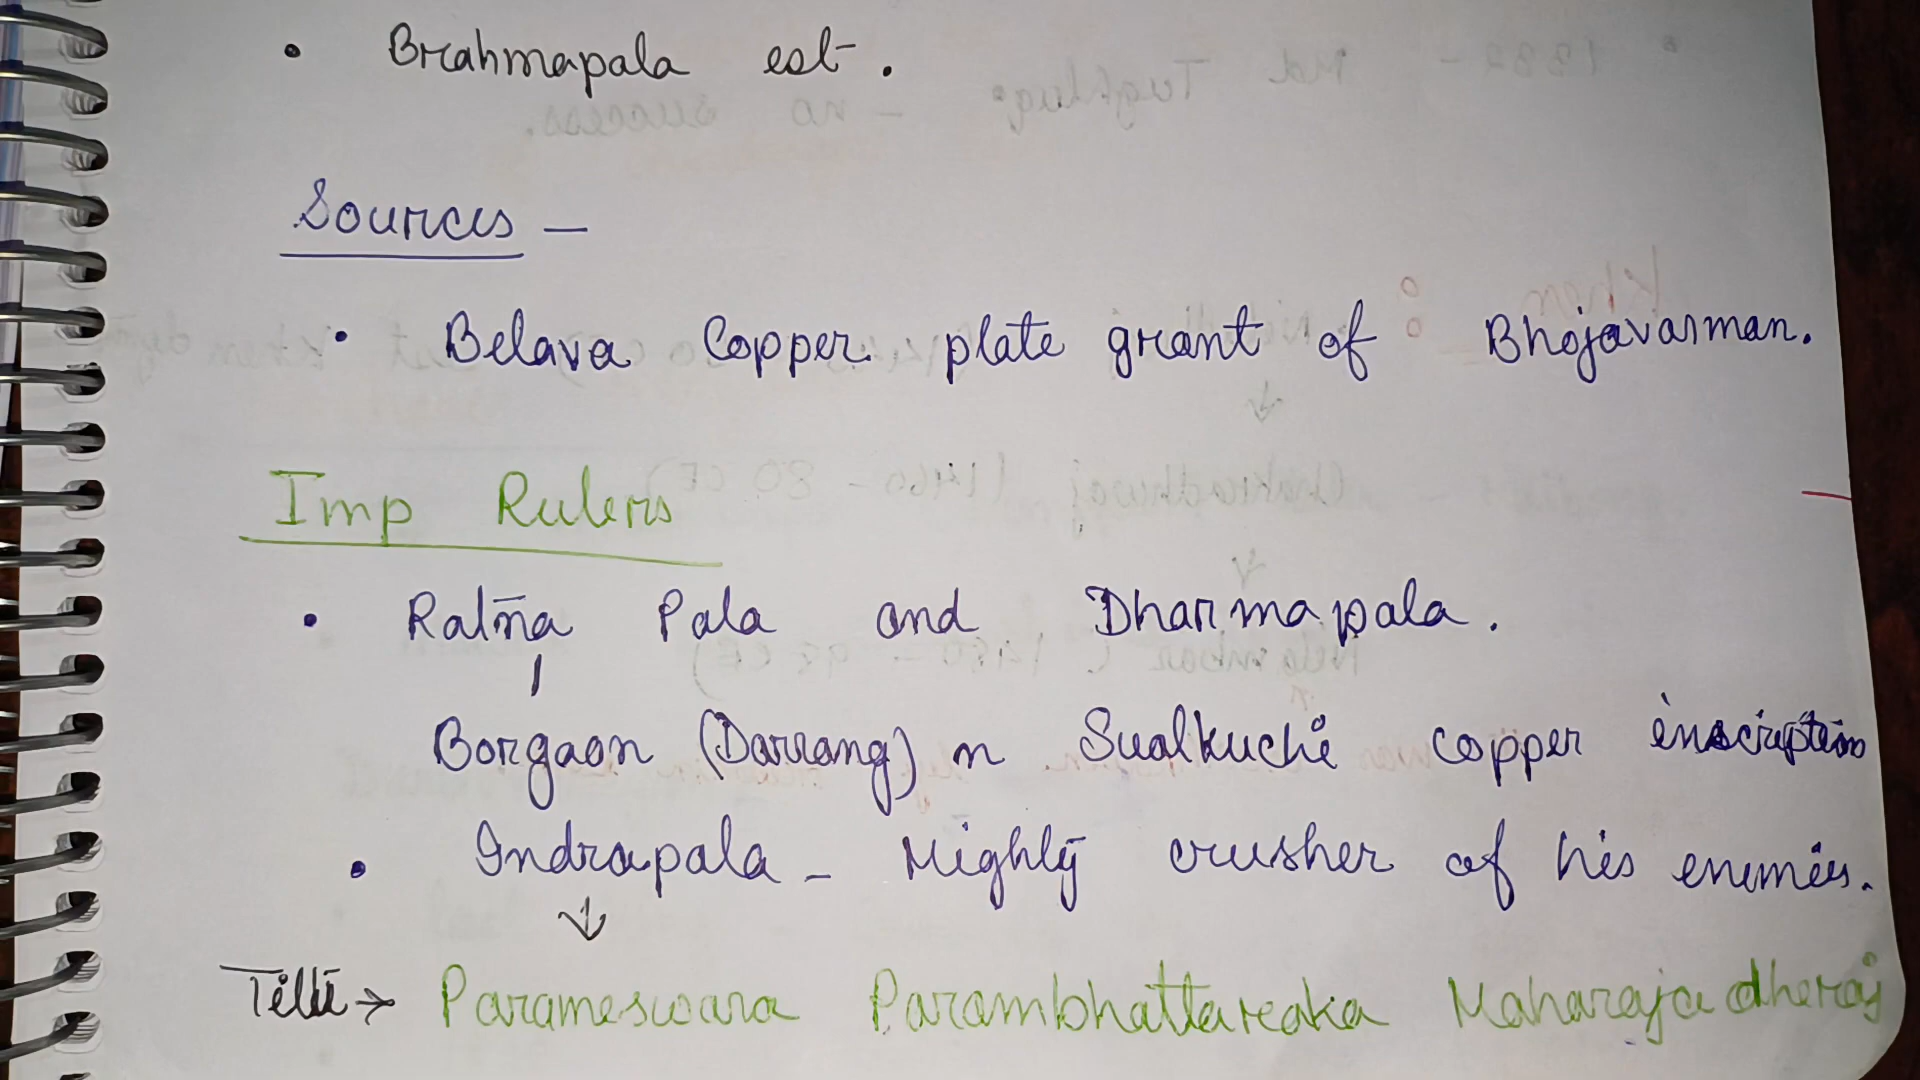 • Brahmapala est.
Sources –
• Belava Copper plate grant of Bhojavarman.
Imp Rulers
• Ratna Pala and Dharmapala.
Borgaon (Darrang) n Sualkuchi copper inscription
• Indrapala – Mighty crusher of his enemies.
↓
Title → Parameswara Parambhattaraka Maharajadheraj